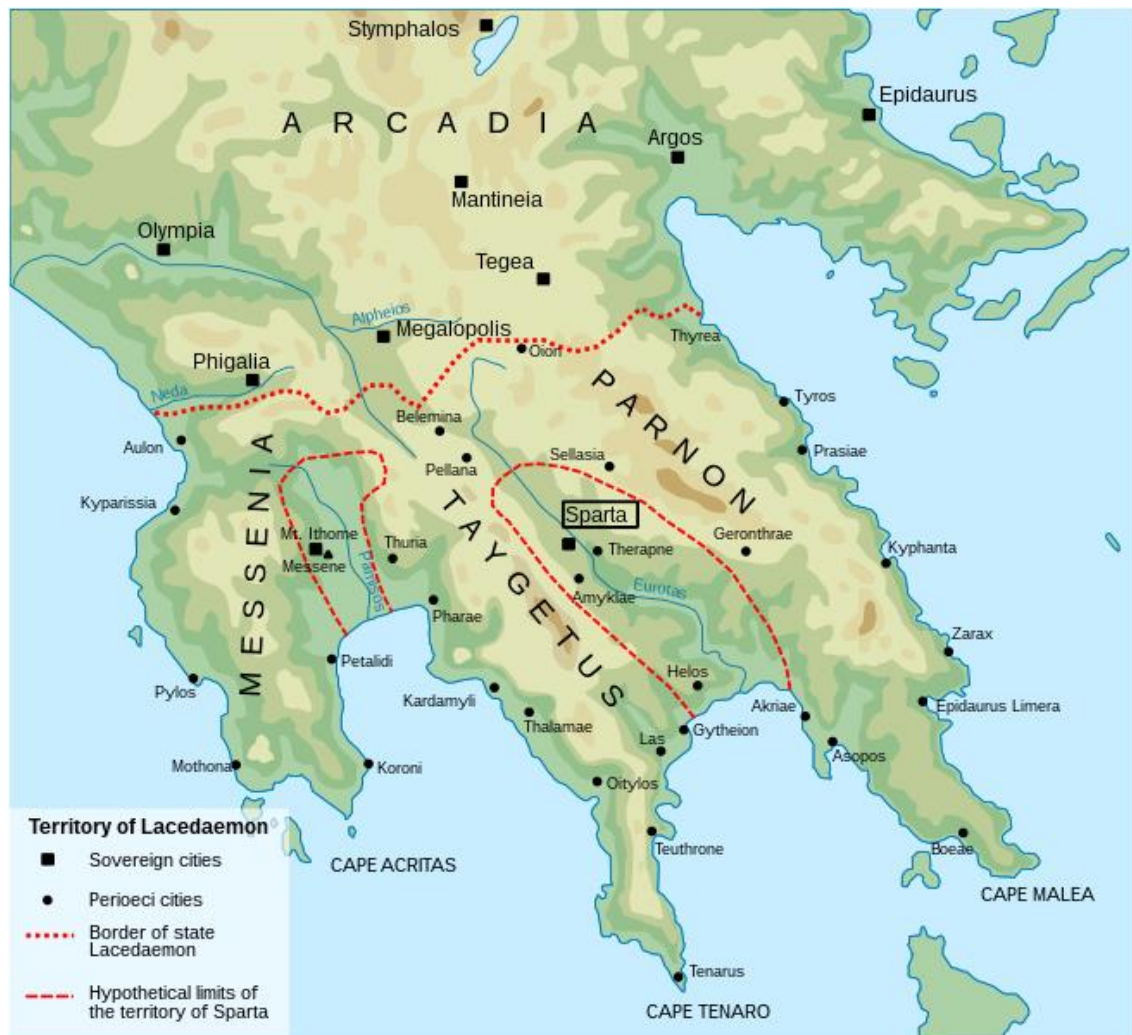 Stymphalos
Epidaurus
ARCADIA
Argos
Mantineia
Olympia
Tegea
Alpheios
Megalopolis
Thyrea
Oion
Phigalia
Neda
PARNON
Tyros
Belemina
Aulon
Prasiae
MESSENIA
Pellana
Sellasia
Kyparissia
TAYGETUS
Sparta
Mt. Ithome
Thuria
Therapne
Geronthrae
Kyphanta
Messene
Pamisos
Amyklae
Eurotas
Pharae
Zarax
Petalidi
Helos
Pylos
Kardamyli
Akriae
Epidaurus Limera
Thalamae
Gytheion
Las
Asopos
Mothona
Koroni
Oitylos
Territory of Lacedaemon
Sovereign cities
Perioeci cities
Border of state
Lacedaemon
Hypothetical limits of
the territory of Sparta
Teuthrone
Boeae
CAPE ACRITAS
CAPE MALEA
Tenarus
CAPE TENARO